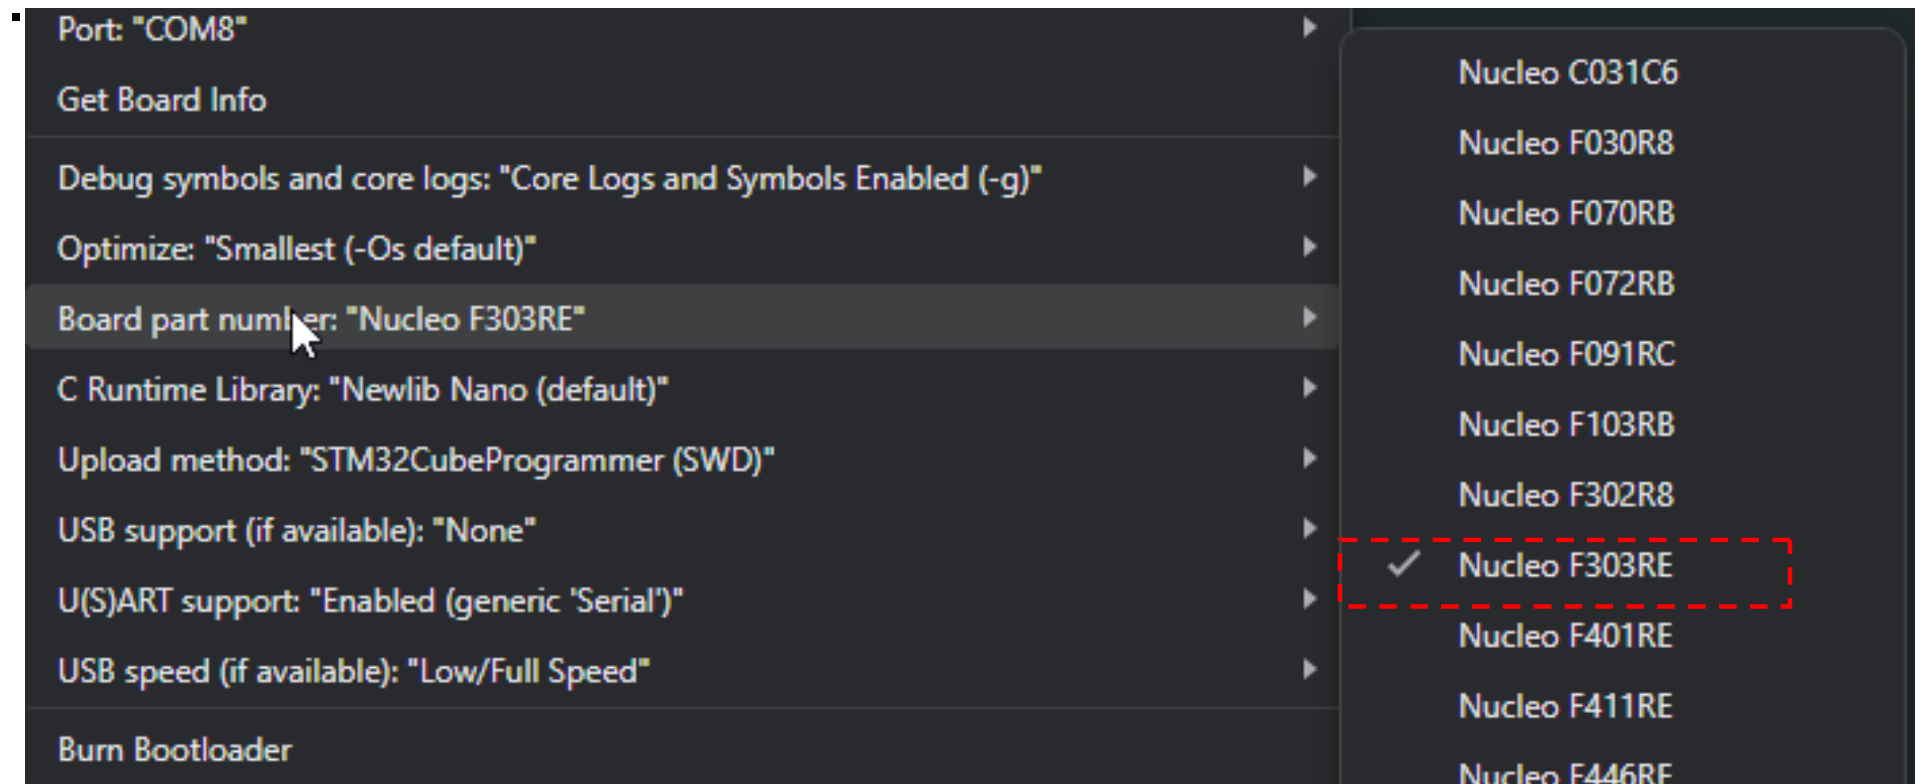 Port: "COM8"
Get Board Info
Debug symbols and core logs: "Core Logs and Symbols Enabled (-g)"
Optimize: "Smallest (-Os default)"
Board part number: "Nucleo F303RE"
C Runtime Library: "Newlib Nano (default)"
Upload method: "STM32CubeProgrammer (SWD)"
USB support (if available): "None"
U(S)ART support: "Enabled (generic 'Serial')"
USB speed (if available): "Low/Full Speed"
Burn Bootloader
Nucleo C031C6
Nucleo F030R8
Nucleo F070RB
Nucleo F072RB
Nucleo F091RC
Nucleo F103RB
Nucleo F302R8
Nucleo F303RE
Nucleo F401RE
Nucleo F411RE
Nucleo F446RE